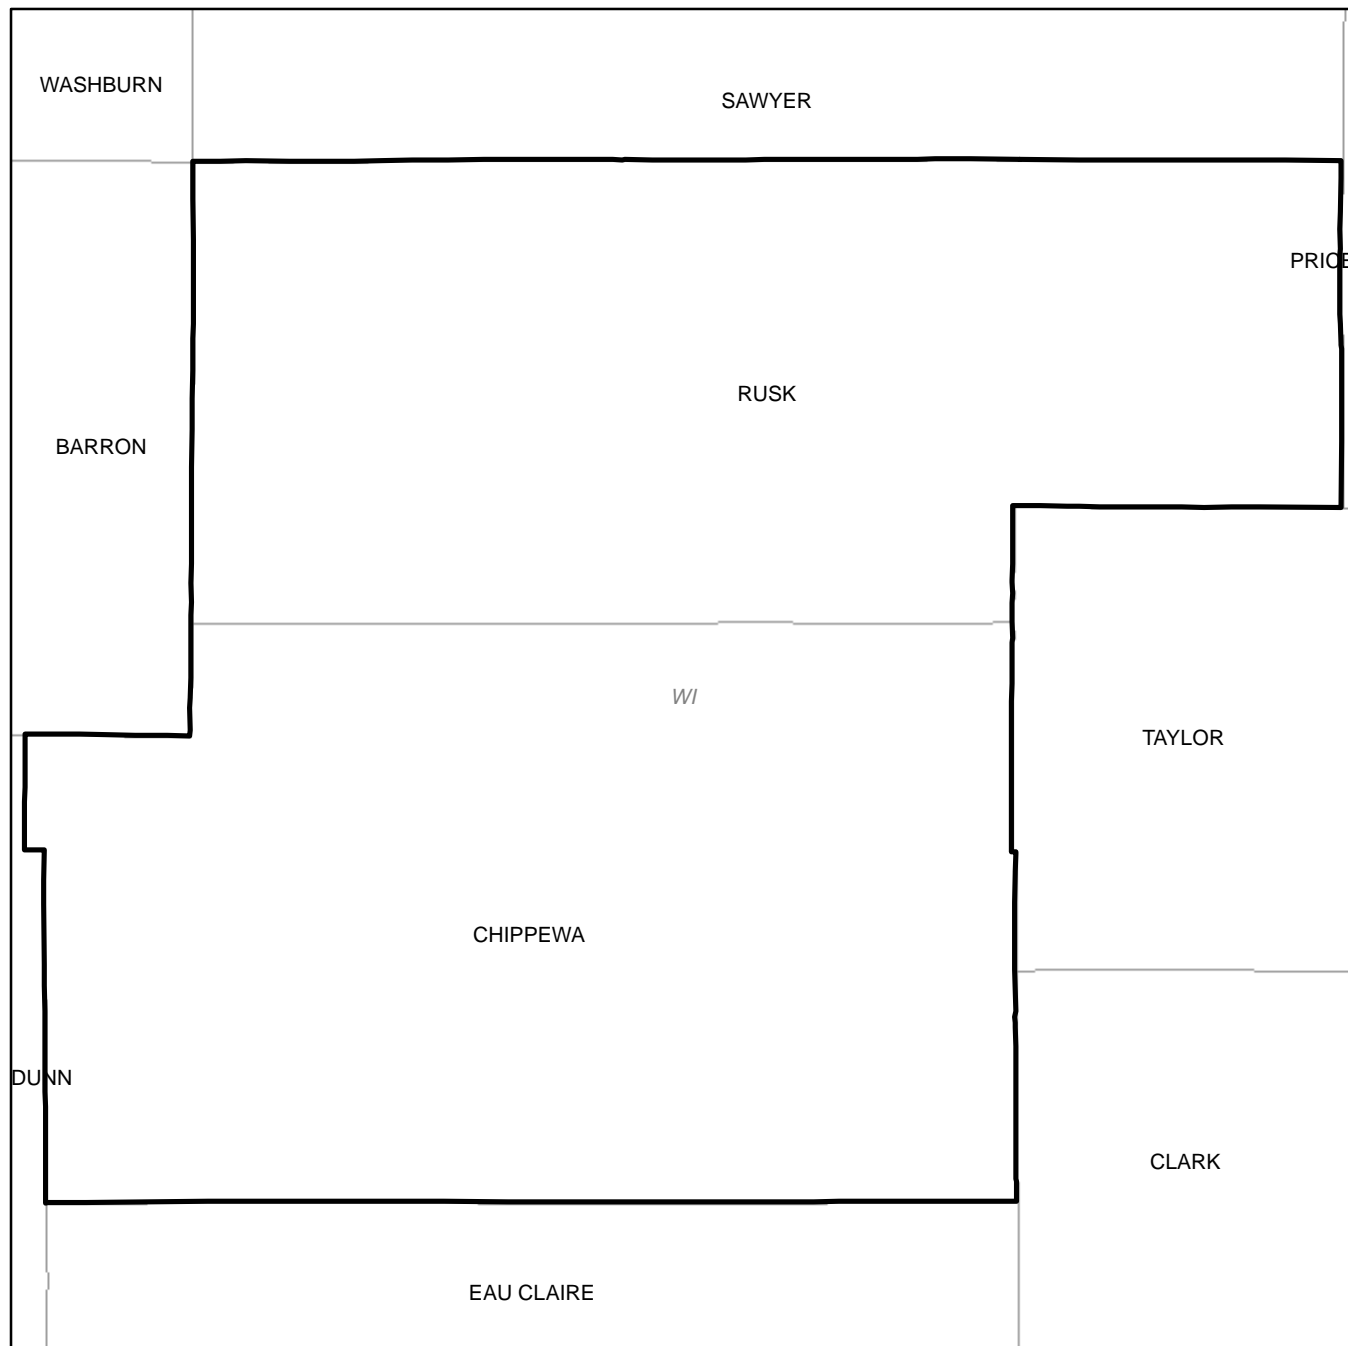 WASHBURN
SAWYER
PRICE
RUSK
BARRON
WI
TAYLOR
CHIPPEWA
DUNN
CLARK
EAU CLAIRE